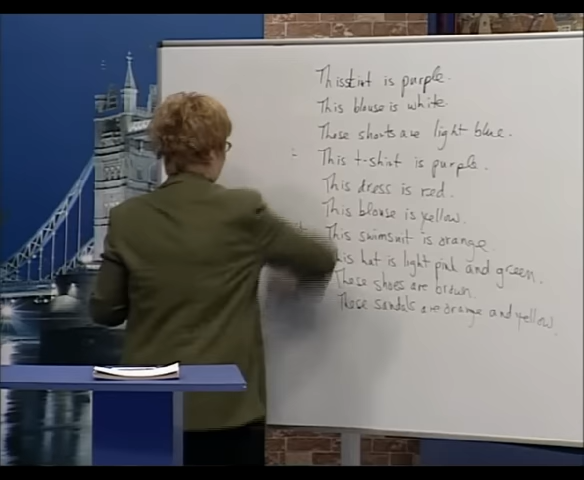 This skirt is purple.
This blouse is white
These shorts are light blue.
This t-shirt is purple.
This dress is red.
This blouse is yellow.
This swimsuit is orange.
his hat is light pink and green.
These shoes are brown.
These sandals are orange and yellow.